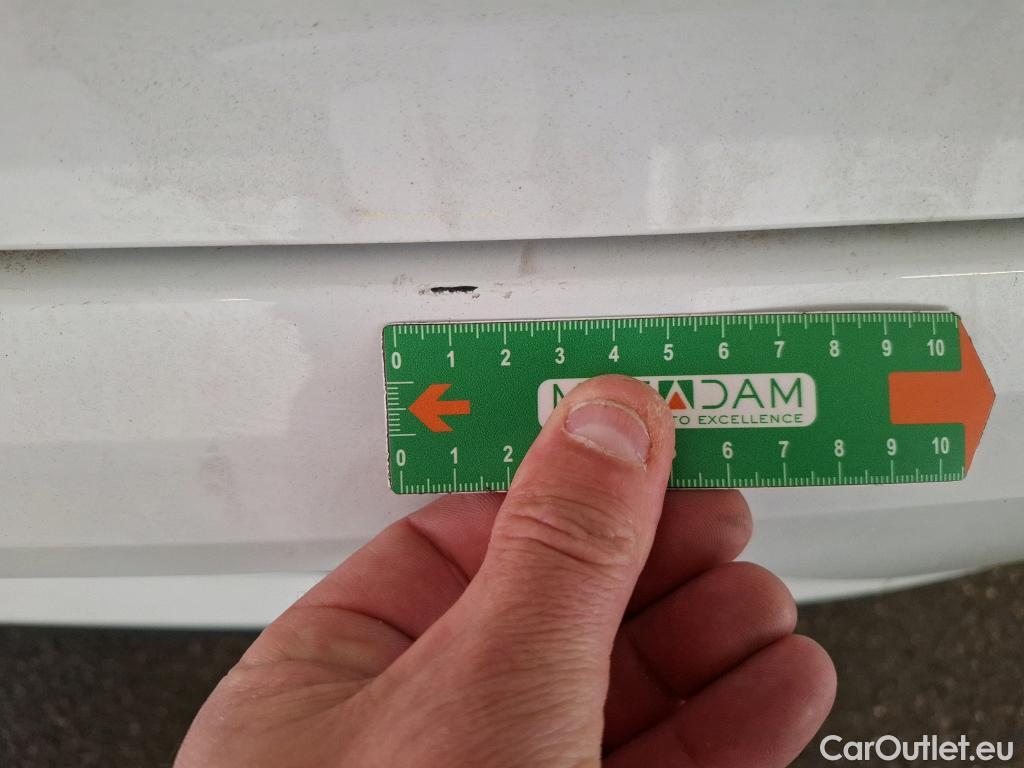 0 1 2 3 4 5 6 7 8 9 10
M DAM
TO EXCELLENCE
0 1 2 6 7 8 9 10
CarOutlet.eu